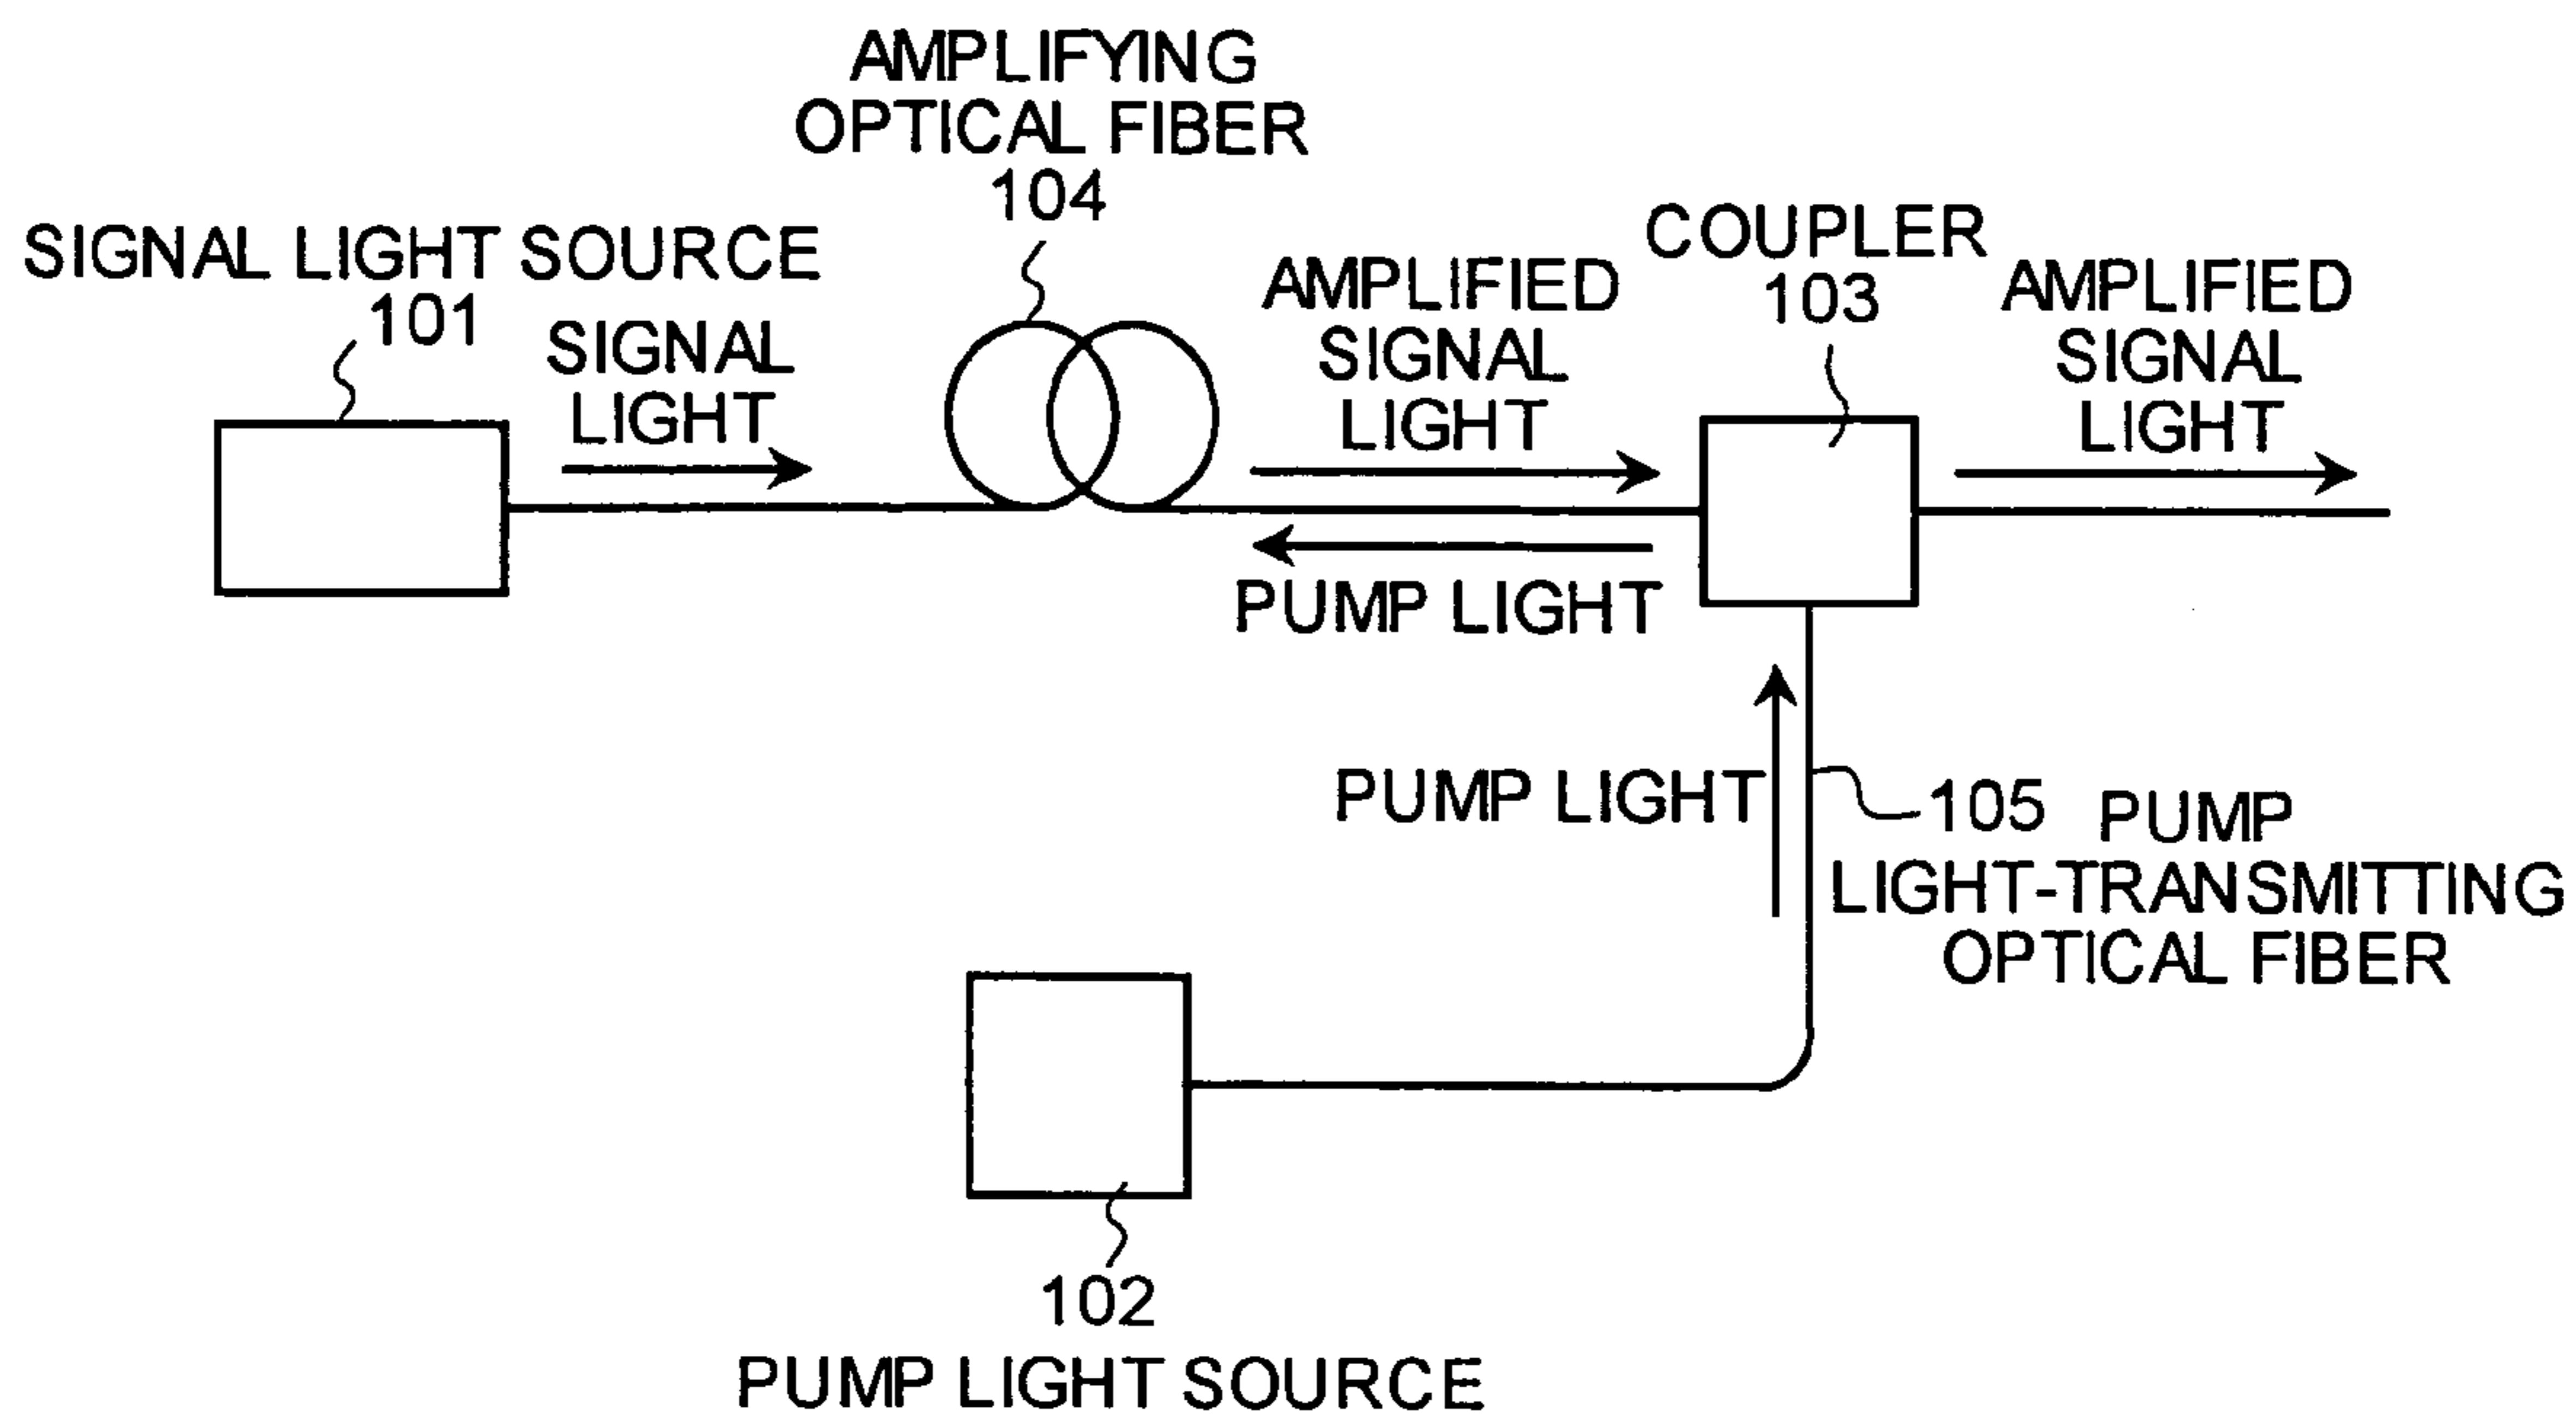 AMPLIFYING
OPTICAL FIBER
104
SIGNAL LIGHT SOURCE
101
SIGNAL
LIGHT
AMPLIFIED
SIGNAL
LIGHT
COUPLER
103
AMPLIFIED
SIGNAL
LIGHT
PUMP LIGHT
PUMP LIGHT
105 PUMP
LIGHT-TRANSMITTING
OPTICAL FIBER
102
PUMP LIGHT SOURCE